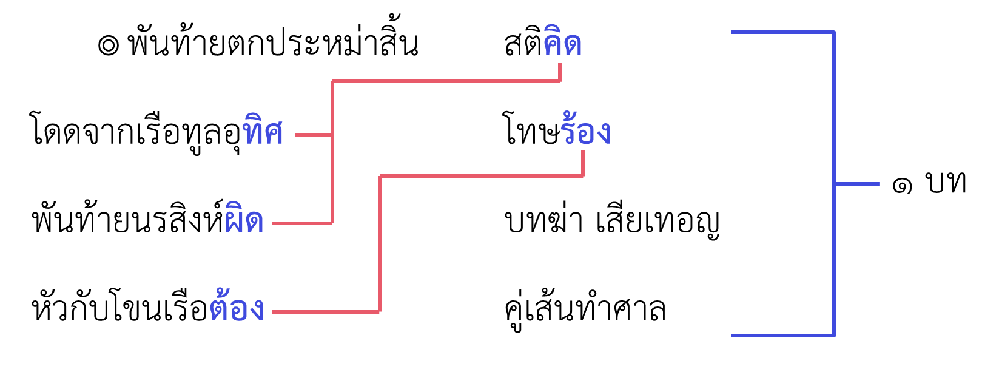 ๏ พันท้ายตกประหม่าสิ้น สติคิด
โดดจากเรือทูลอุทิศ โทษร้อง
๑ บท
พันท้ายนรสิงห์ผิด บทฆ่า เสียเทอญ
หัวกับโขนเรือต้อง คู่เส้นทำศาล